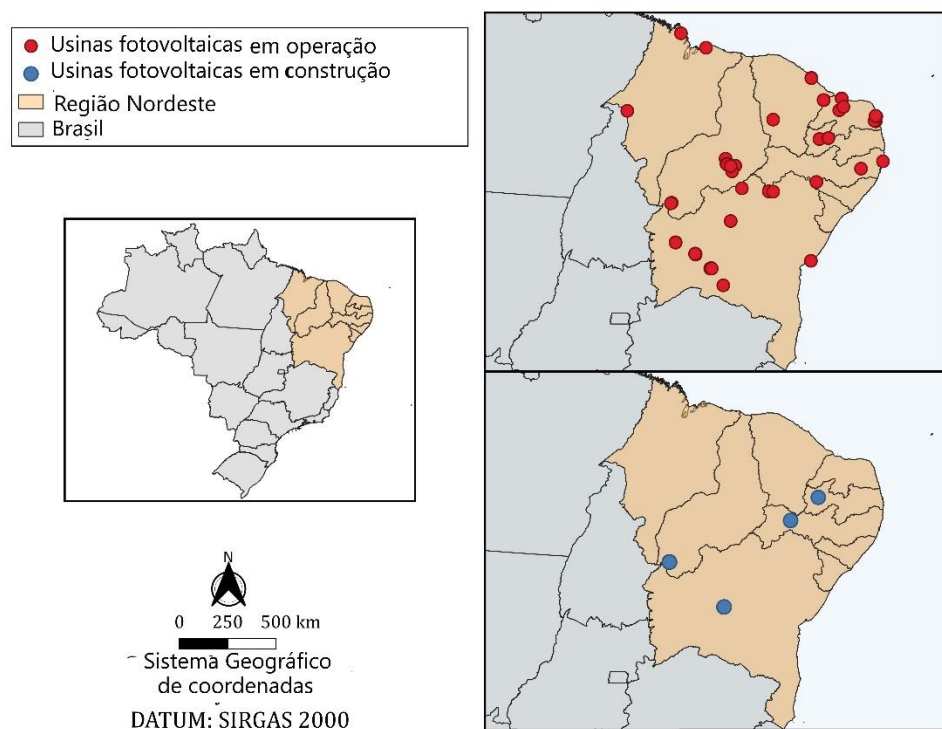 Usinas fotovoltaicas em operação
Usinas fotovoltaicas em construção
Região Nordeste
Brasil
N
0 250 500 km
Sistema Geográfico
de coordenadas
DATUM: SIRGAS 2000